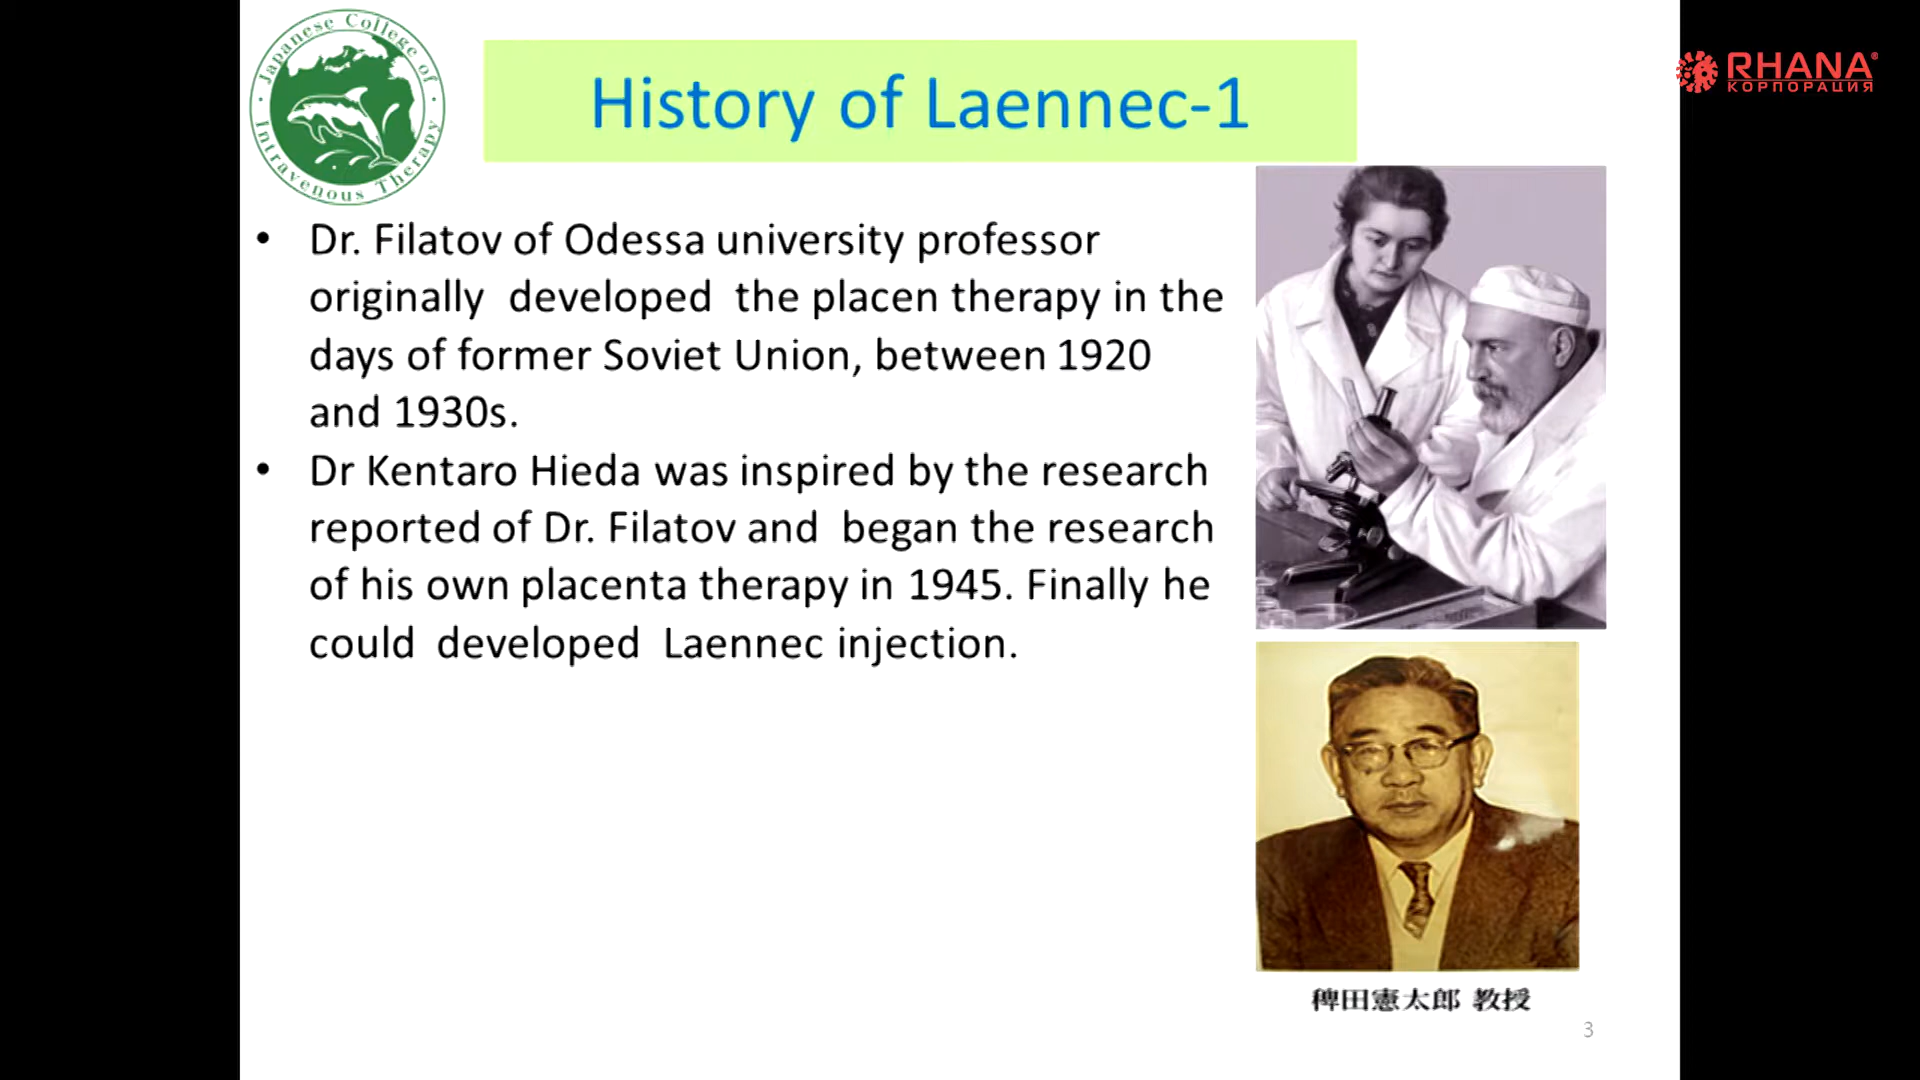 Japanese College of
Intravenous Therapy
History of Laennec-1
RHANA®
КОРПОРАЦИЯ
• Dr. Filatov of Odessa university professor
originally developed the placen therapy in the
days of former Soviet Union, between 1920
and 1930s.
• Dr Kentaro Hieda was inspired by the research
reported of Dr. Filatov and began the research
of his own placenta therapy in 1945. Finally he
could developed Laennec injection.
稗田憲太郎 教授
3